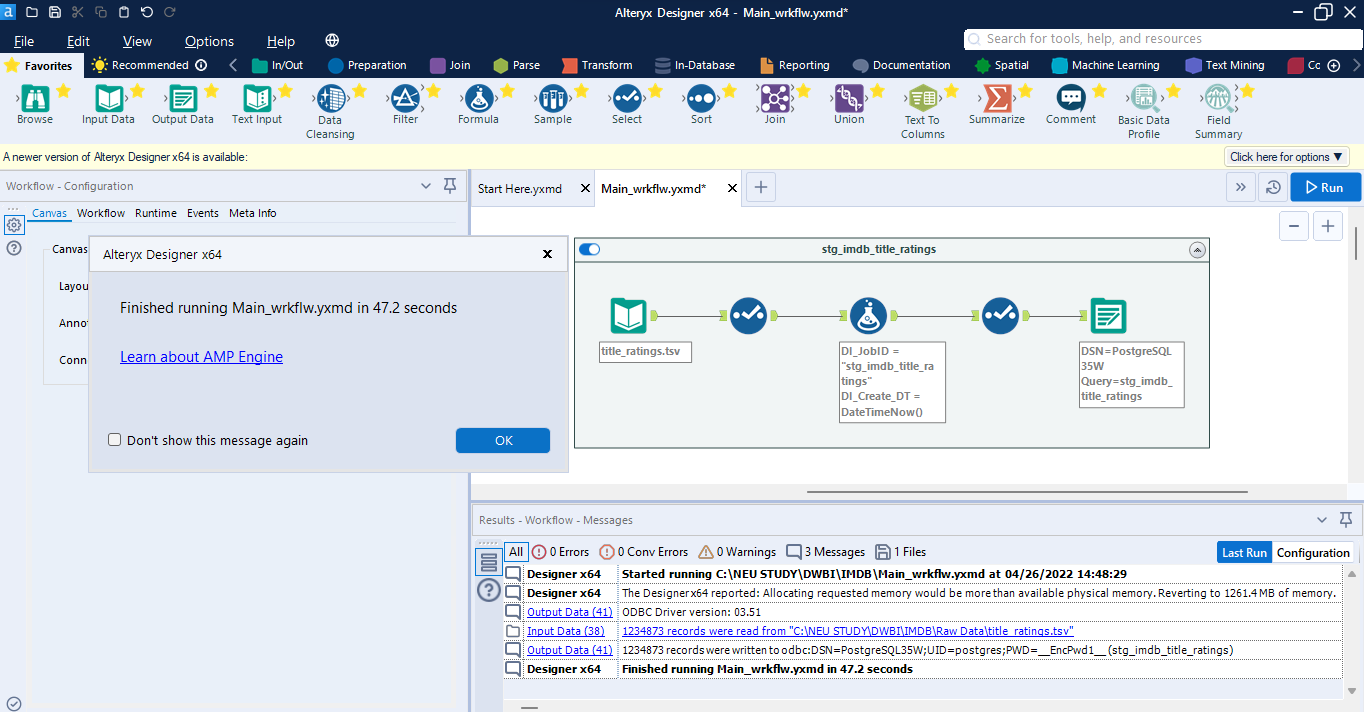 a
Alteryx Designer x64 - Main_wrkflw.yxmd*
File Edit View Options Help
Search for tools, help, and resources
Favorites Recommended In/Out Preparation Join Parse Transform In-Database Reporting Documentation Spatial Machine Learning Text Mining Co
Browse Input Data Output Data Text Input Data Cleansing Filter Formula Sample Select Sort Join Union Text To Columns Summarize Comment Basic Data Profile Field Summary
A newer version of Alteryx Designer x64 is available:
Click here for options ▼
Workflow - Configuration
Start Here.yxmd
Main_wrkflw.yxmd*
Run
Canvas Workflow Runtime Events Meta Info
Canvas
Layou
Anno
Conn
Alteryx Designer x64
Finished running Main_wrkflw.yxmd in 47.2 seconds
Learn about AMP Engine
Don't show this message again
OK
stg_imdb_title_ratings
title_ratings.tsv
DI_JobID =
"stg_imdb_title_ra
tings"
DI_Create_DT =
DateTimeNow()
DSN=PostgreSQL
35W
Query=stg_imdb_
title_ratings
Results - Workflow - Messages
All 0 Errors 0 Conv Errors 0 Warnings 3 Messages 1 Files Last Run Configuration
Designer x64 Started running C:\NEU STUDY\DWBI\IMDB\Main_wrkflw.yxmd at 04/26/2022 14:48:29
Designer x64 The Designer x64 reported: Allocating requested memory would be more than available physical memory. Reverting to 1261.4 MB of memory.
Output Data (41) ODBC Driver version: 03.51
Input Data (38) 1234873 records were read from "C:\NEU STUDY\DWBI\IMDB\Raw Data\title_ratings.tsv"
Output Data (41) 1234873 records were written to odbc:DSN=PostgreSQL35W;UID=postgres;PWD=__EncPwd1__ (stg_imdb_title_ratings)
Designer x64 Finished running Main_wrkflw.yxmd in 47.2 seconds